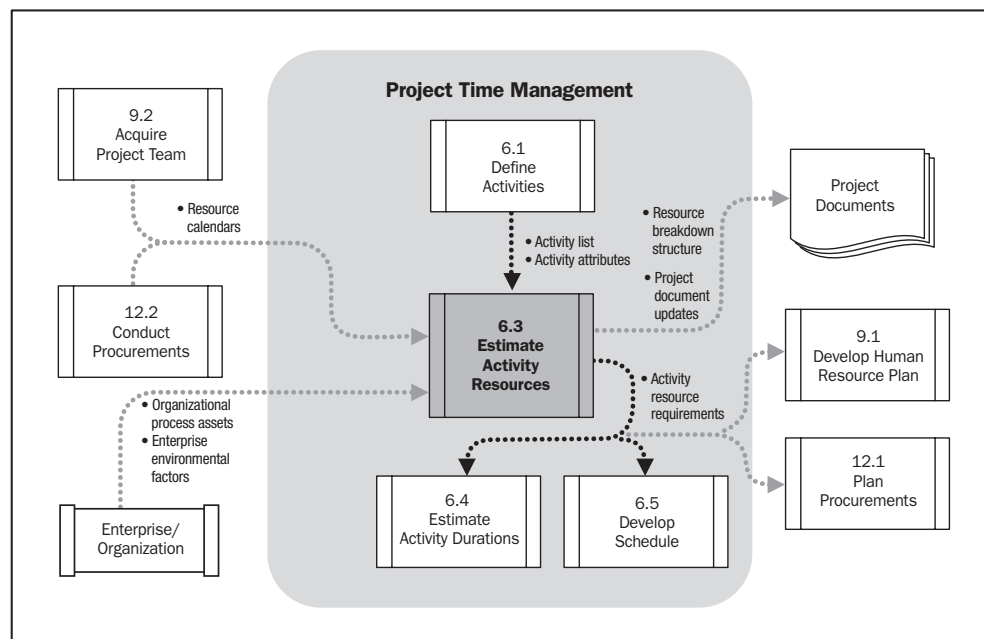 Project Time Management
9.2
Acquire
Project Team
6.1
Define
Activities
Project
Documents
• Resource
calendars
• Resource
breakdown
structure
• Activity list
• Activity attributes
• Project
document
updates
12.2
Conduct
Procurements
6.3
Estimate
Activity
Resources
9.1
Develop Human
Resource Plan
• Activity
resource
requirements
• Organizational
process assets
• Enterprise
environmental
factors
12.1
Plan
Procurements
6.4
Estimate
Activity Durations
6.5
Develop
Schedule
Enterprise/
Organization